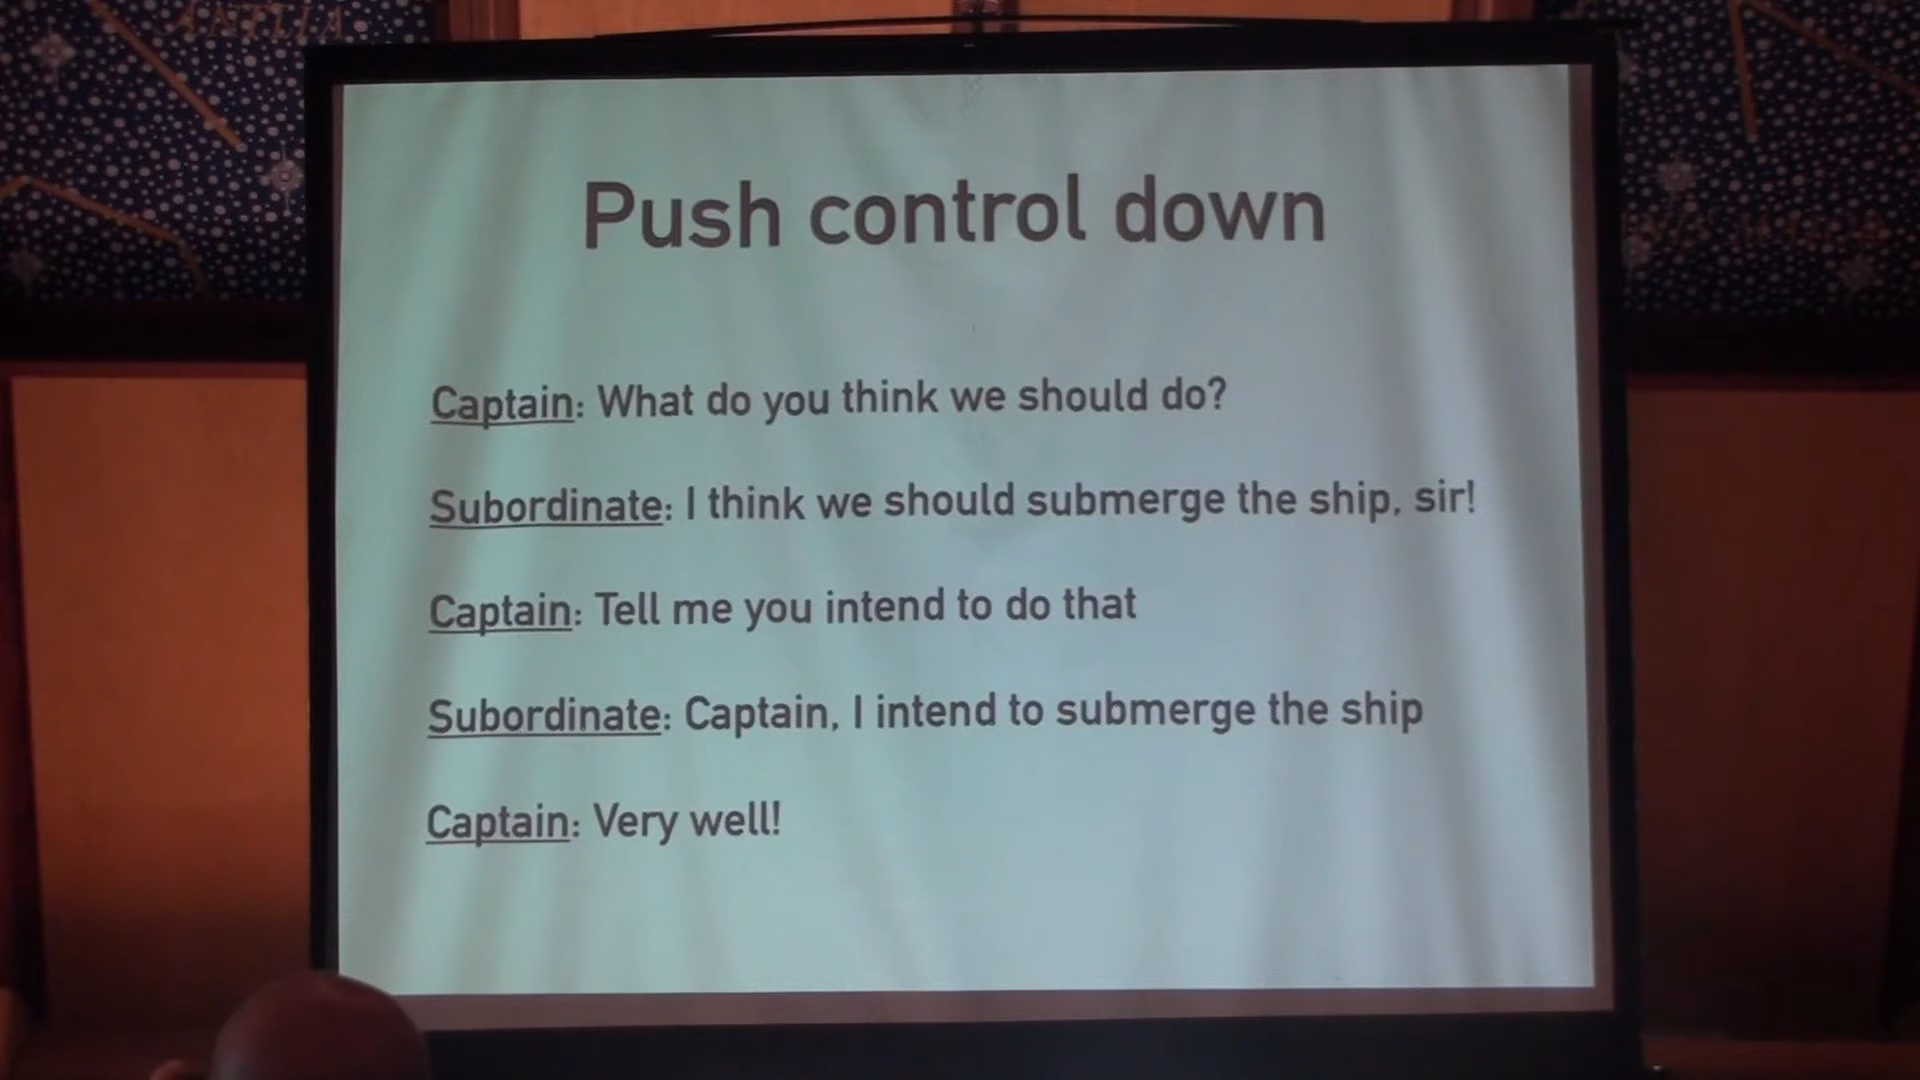 ANTLIA
Push control down
Captain: What do you think we should do?
Subordinate: I think we should submerge the ship, sir!
Captain: Tell me you intend to do that
Subordinate: Captain, I intend to submerge the ship
Captain: Very well!